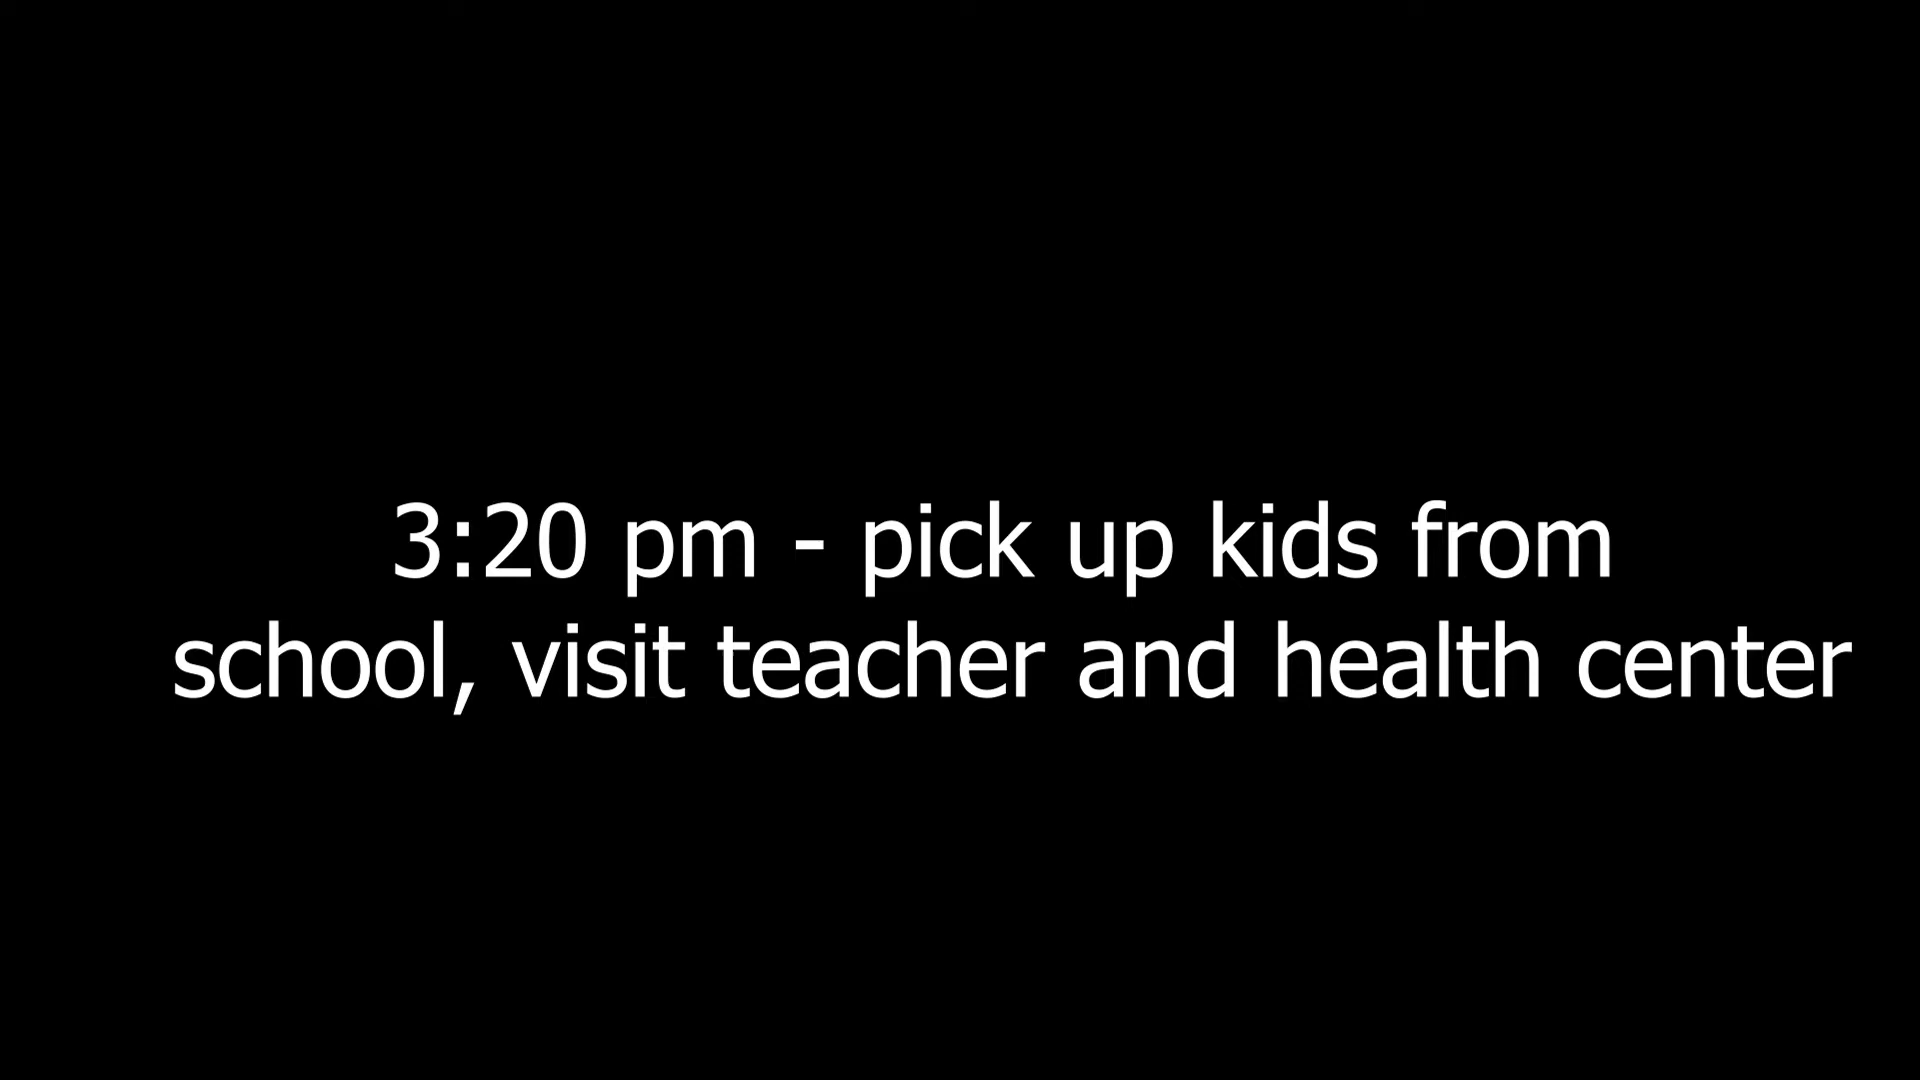 3:20 pm - pick up kids from
school, visit teacher and health center